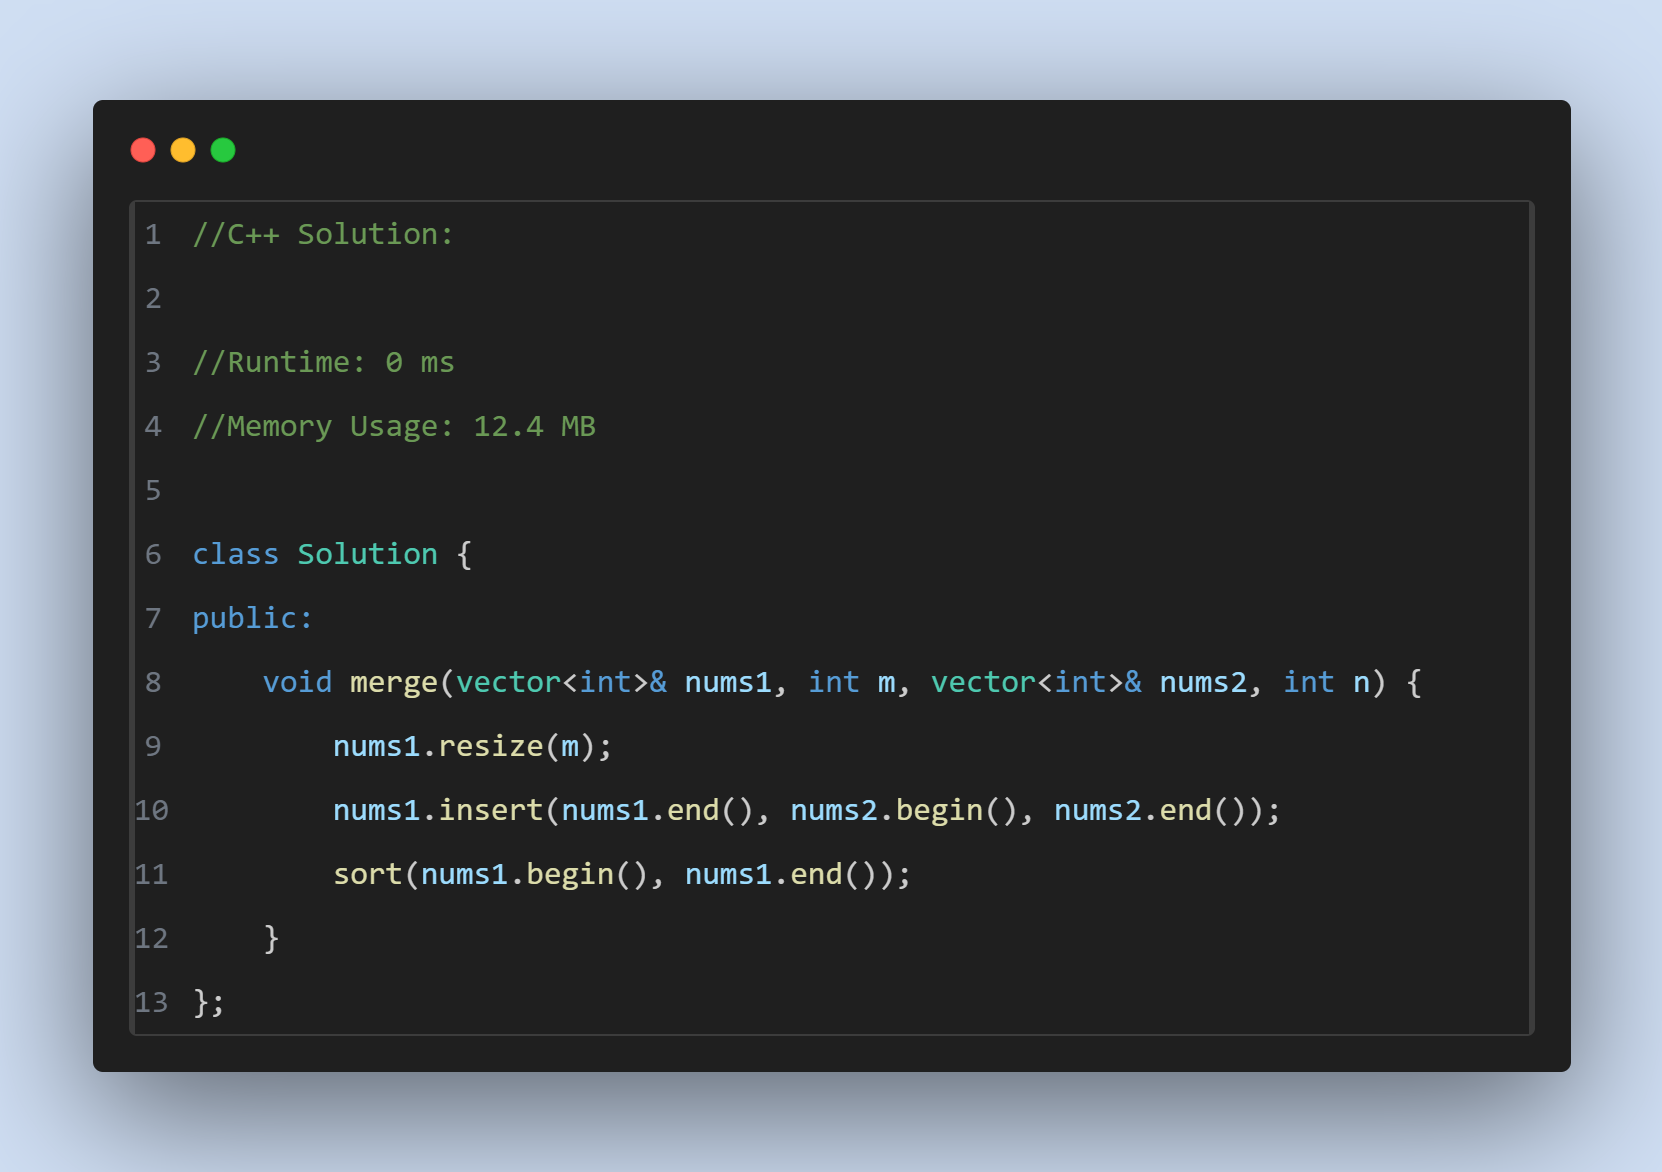 1 //C++ Solution:
2
3 //Runtime: 0 ms
4 //Memory Usage: 12.4 MB
5
6 class Solution {
7 public:
8     void merge(vector<int>& nums1, int m, vector<int>& nums2, int n) {
9         nums1.resize(m);
10         nums1.insert(nums1.end(), nums2.begin(), nums2.end());
11         sort(nums1.begin(), nums1.end());
12     }
13 };